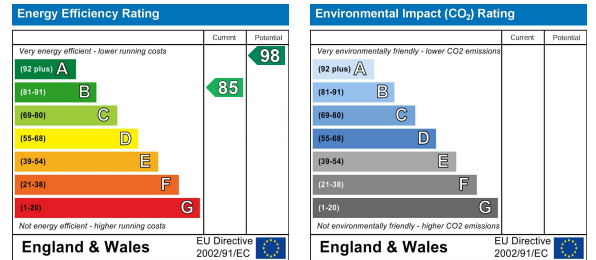 Energy Efficiency Rating
Current Potential
Very energy efficient - lower running costs
(92 plus) A
(81-91) B
(69-80) C
(55-68) D
(39-54) E
(21-38) F
(1-20) G
85
98
Not energy efficient - higher running costs
England & Wales
EU Directive
2002/91/EC
Environmental Impact (CO₂) Rating
Current Potential
Very environmentally friendly - lower CO2 emissions
(92 plus) A
(81-91) B
(69-80) C
(55-68) D
(39-54) E
(21-38) F
(1-20) G
Not environmentally friendly - higher CO2 emissions
England & Wales
EU Directive
2002/91/EC